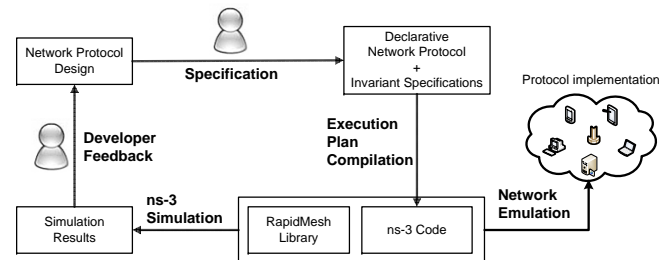 Network Protocol
Design
Specification
Declarative
Network Protocol
+
Invariant Specifications
Protocol implementation
Developer
Feedback
Execution
Plan
Compilation
ns-3
Simulation
Network
Emulation
Simulation
Results
RapidMesh
Library
ns-3 Code